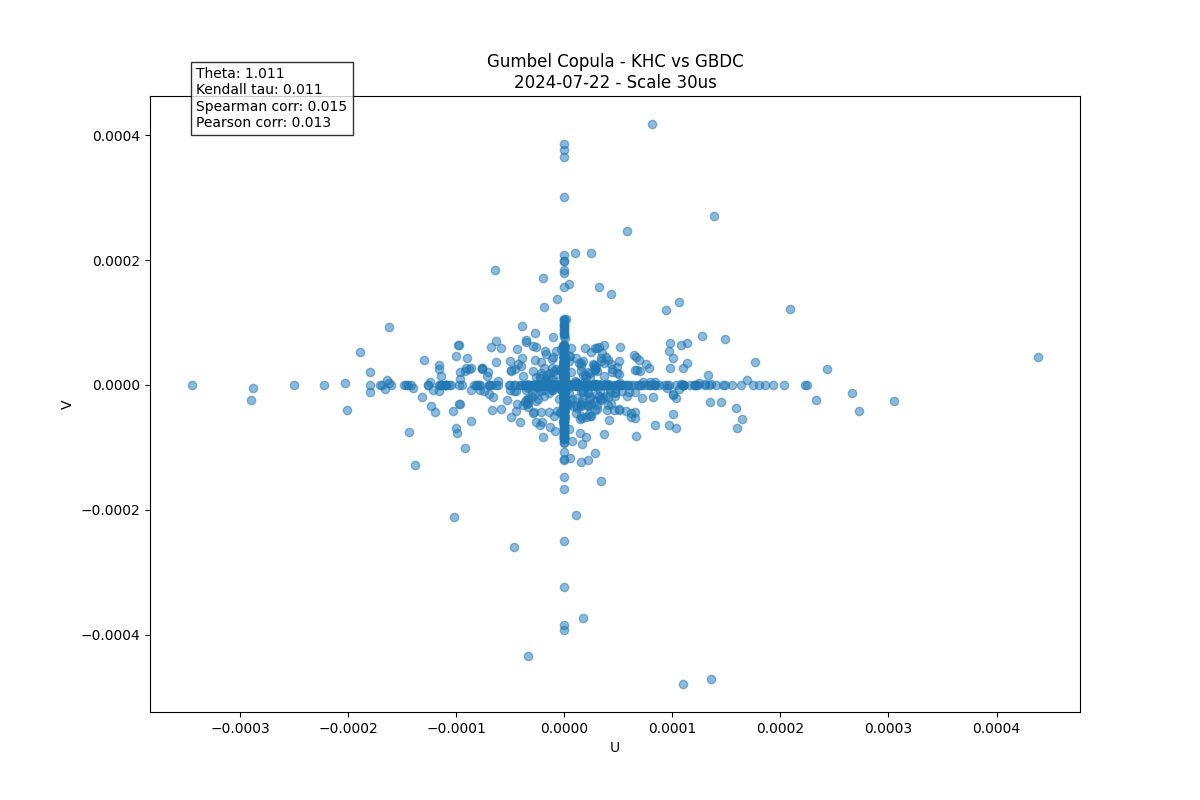 Gumbel Copula - KHC vs GBDC
2024-07-22 - Scale 30us
Theta: 1.011
Kendall tau: 0.011
Spearman corr: 0.015
Pearson corr: 0.013
0.0004
0.0002
0.0000
−0.0002
−0.0004
V
−0.0003
−0.0002
−0.0001
0.0000
0.0001
0.0002
0.0003
0.0004
U